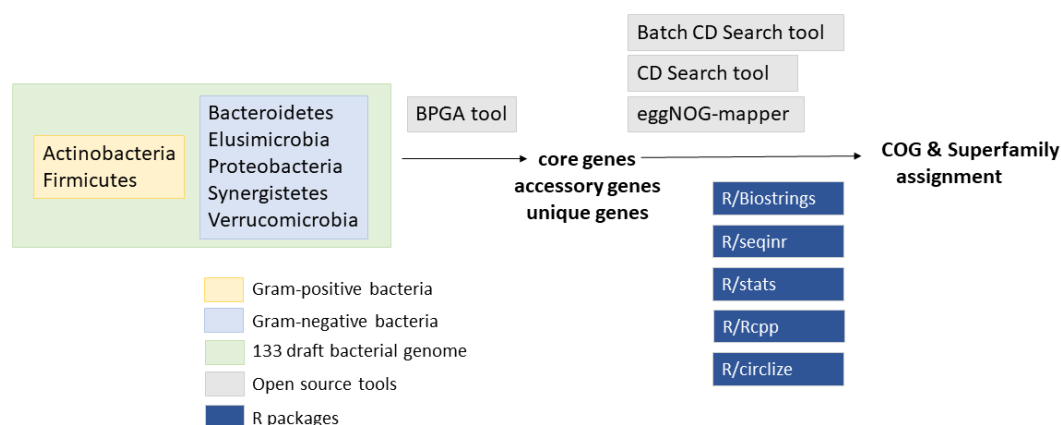 Batch CD Search tool
CD Search tool
eggNOG-mapper
BPGA tool
Actinobacteria
Firmicutes
Bacteroidetes
Elusimicrobia
Proteobacteria
Synergistetes
Verrucomicrobia
core genes
accessory genes
unique genes
COG & Superfamily
assignment
R/Biostrings
R/seqinr
R/stats
R/Rcpp
R/circlize
Gram-positive bacteria
Gram-negative bacteria
133 draft bacterial genome
Open source tools
R packages